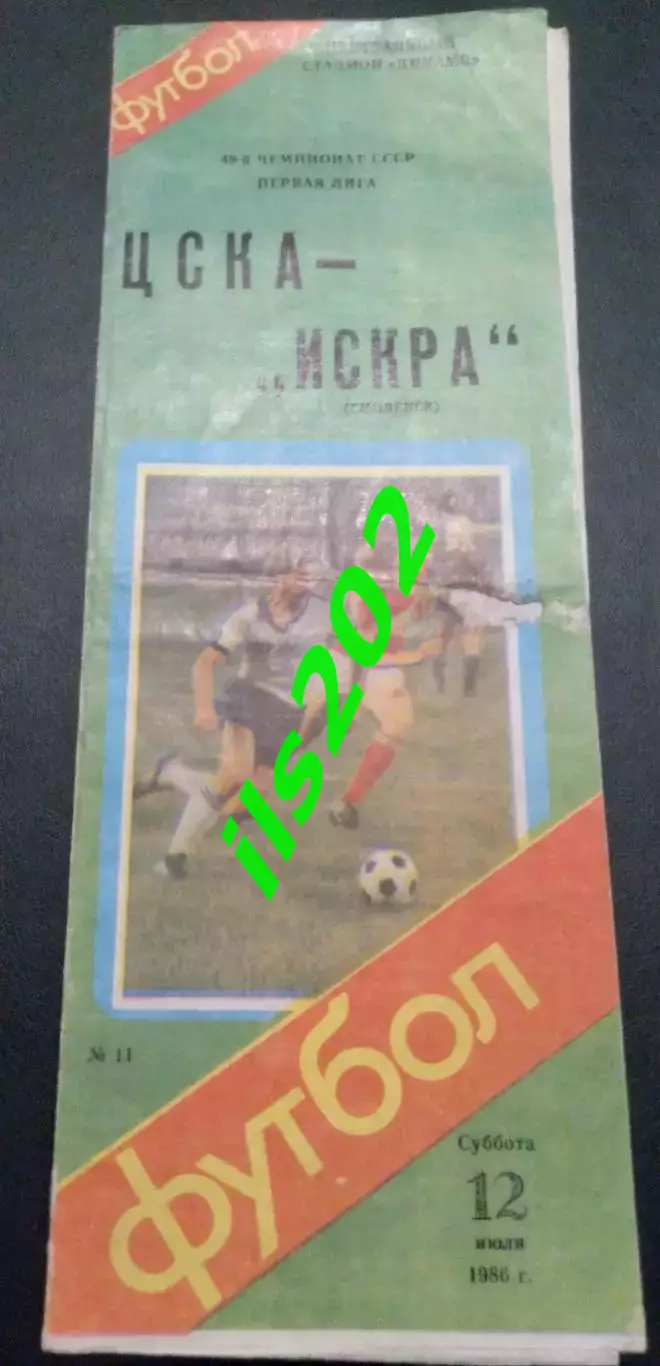 футбол
ЦЕНТРАЛЬНЫЙ
СТАДИОН «ДИНАМО»
49-й ЧЕМПИОНАТ СССР
ПЕРВАЯ ЛИГА
ЦСКА—
„ИСКРА“
(СМОЛЕНСК)
ils202
№ 11
футбол
Суббота
12
июля
1986 г.